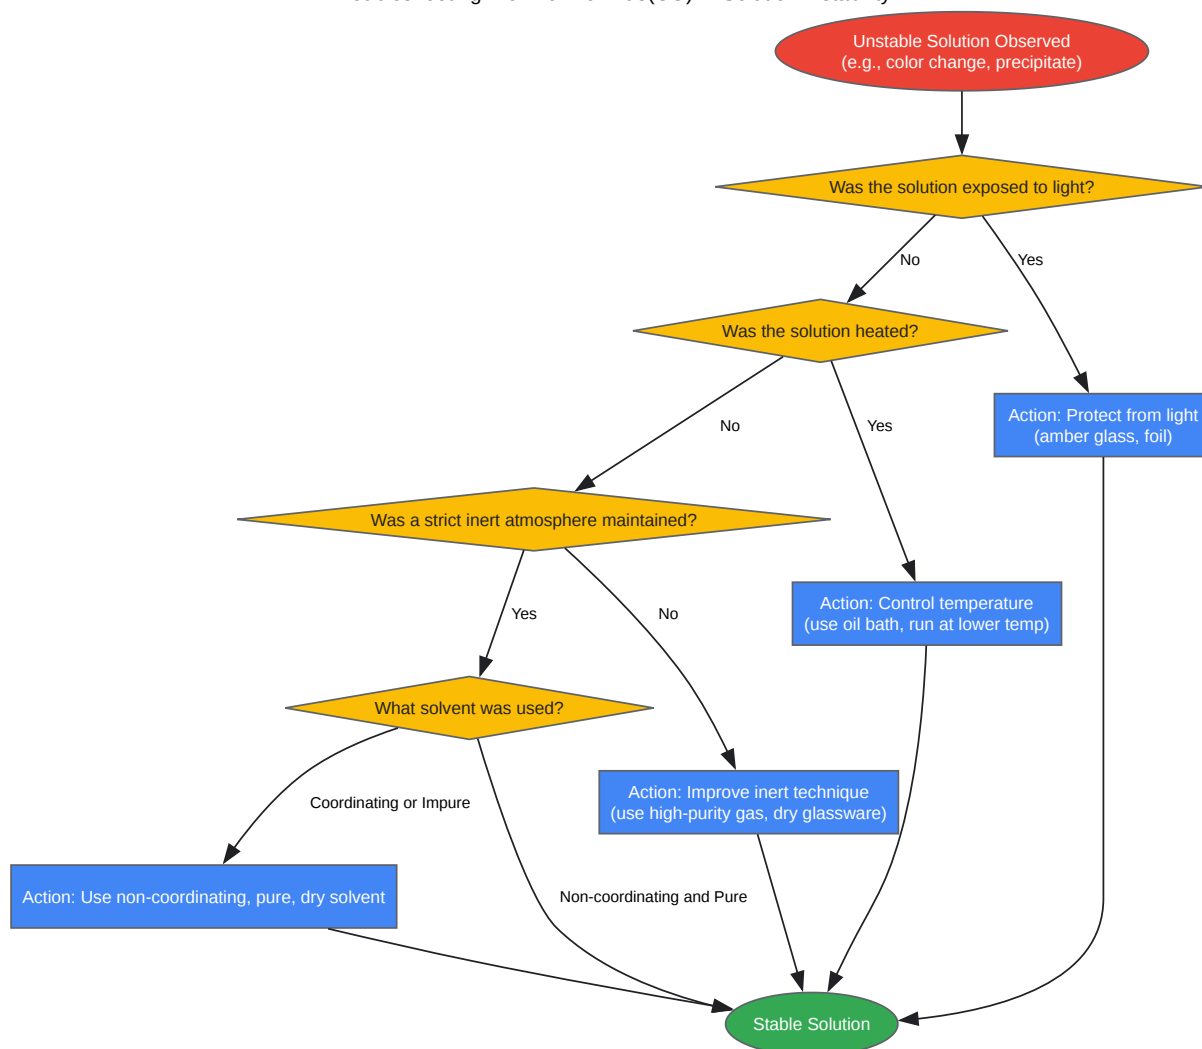 Unstable Solution Observed
(e.g., color change, precipitate)
Was the solution exposed to light?
No
Yes
Was the solution heated?
Action: Protect from light
(amber glass, foil)
No
Yes
Was a strict inert atmosphere maintained?
Action: Control temperature
(use oil bath, run at lower temp)
Yes
No
What solvent was used?
Action: Improve inert technique
(use high-purity gas, dry glassware)
Coordinating or Impure
Action: Use non-coordinating, pure, dry solvent
Non-coordinating and Pure
Stable Solution